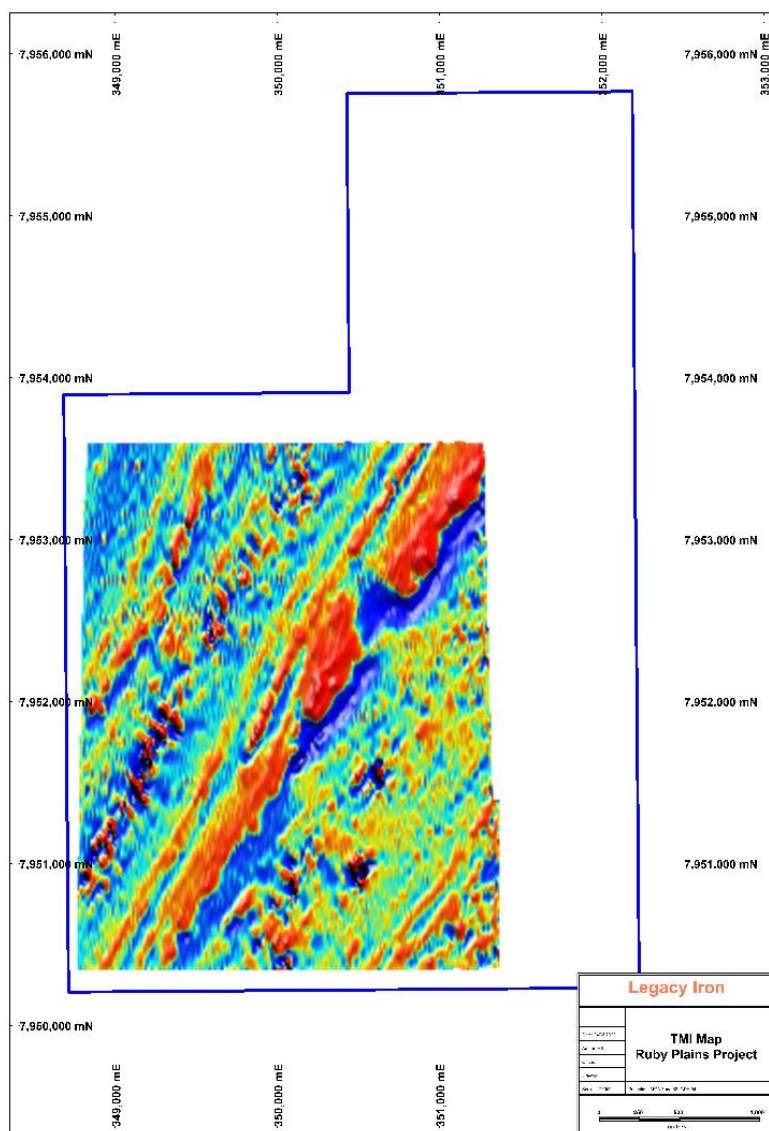 349,000 mE
350,000 mE
351,000 mE
352,000 mE
353,000 mE
7,956,000 mN
7,956,000 mN
7,955,000 mN
7,955,000 mN
7,954,000 mN
7,954,000 mN
7,953,000 mN
7,953,000 mN
7,952,000 mN
7,952,000 mN
7,951,000 mN
7,951,000 mN
7,950,000 mN
349,000 mE
350,000 mE
351,000 mE
Legacy Iron
TMI Map
Ruby Plains Project